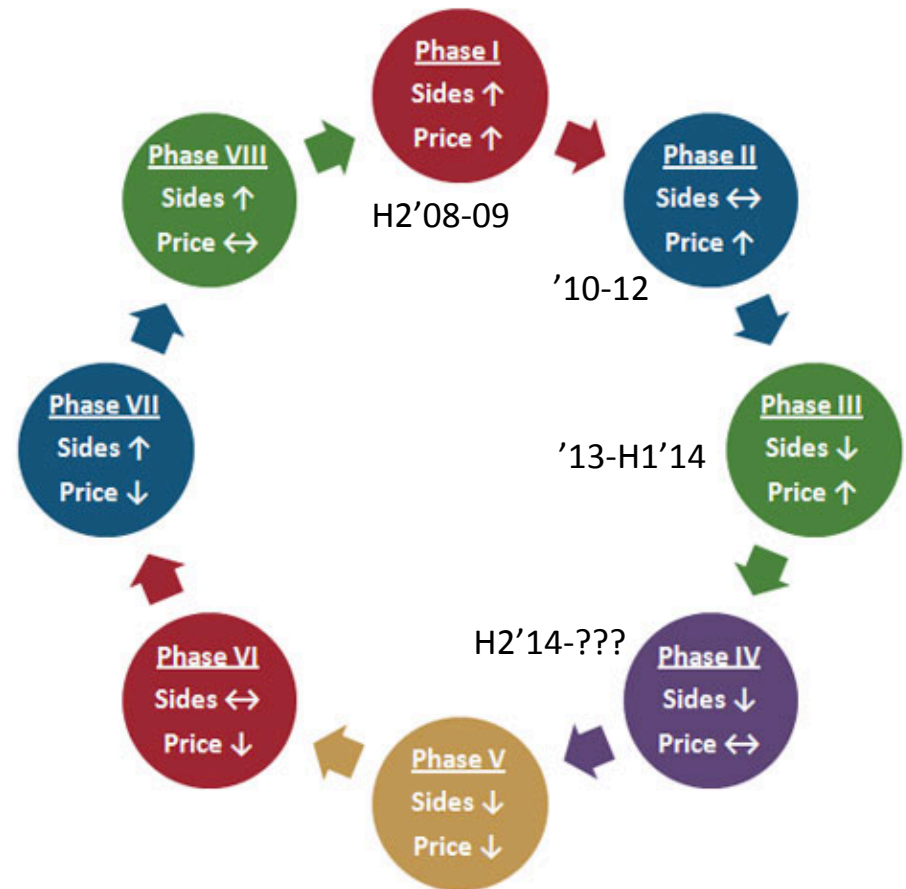 Phase I
Sides ↑
Price ↑
H2’08-09
Phase II
Sides ↔
Price ↑
’10-12
Phase III
Sides ↓
Price ↑
’13-H1’14
Phase IV
Sides ↓
Price ↔
H2’14-???
Phase V
Sides ↓
Price ↓
Phase VI
Sides ↔
Price ↓
Phase VII
Sides ↑
Price ↓
Phase VIII
Sides ↑
Price ↔